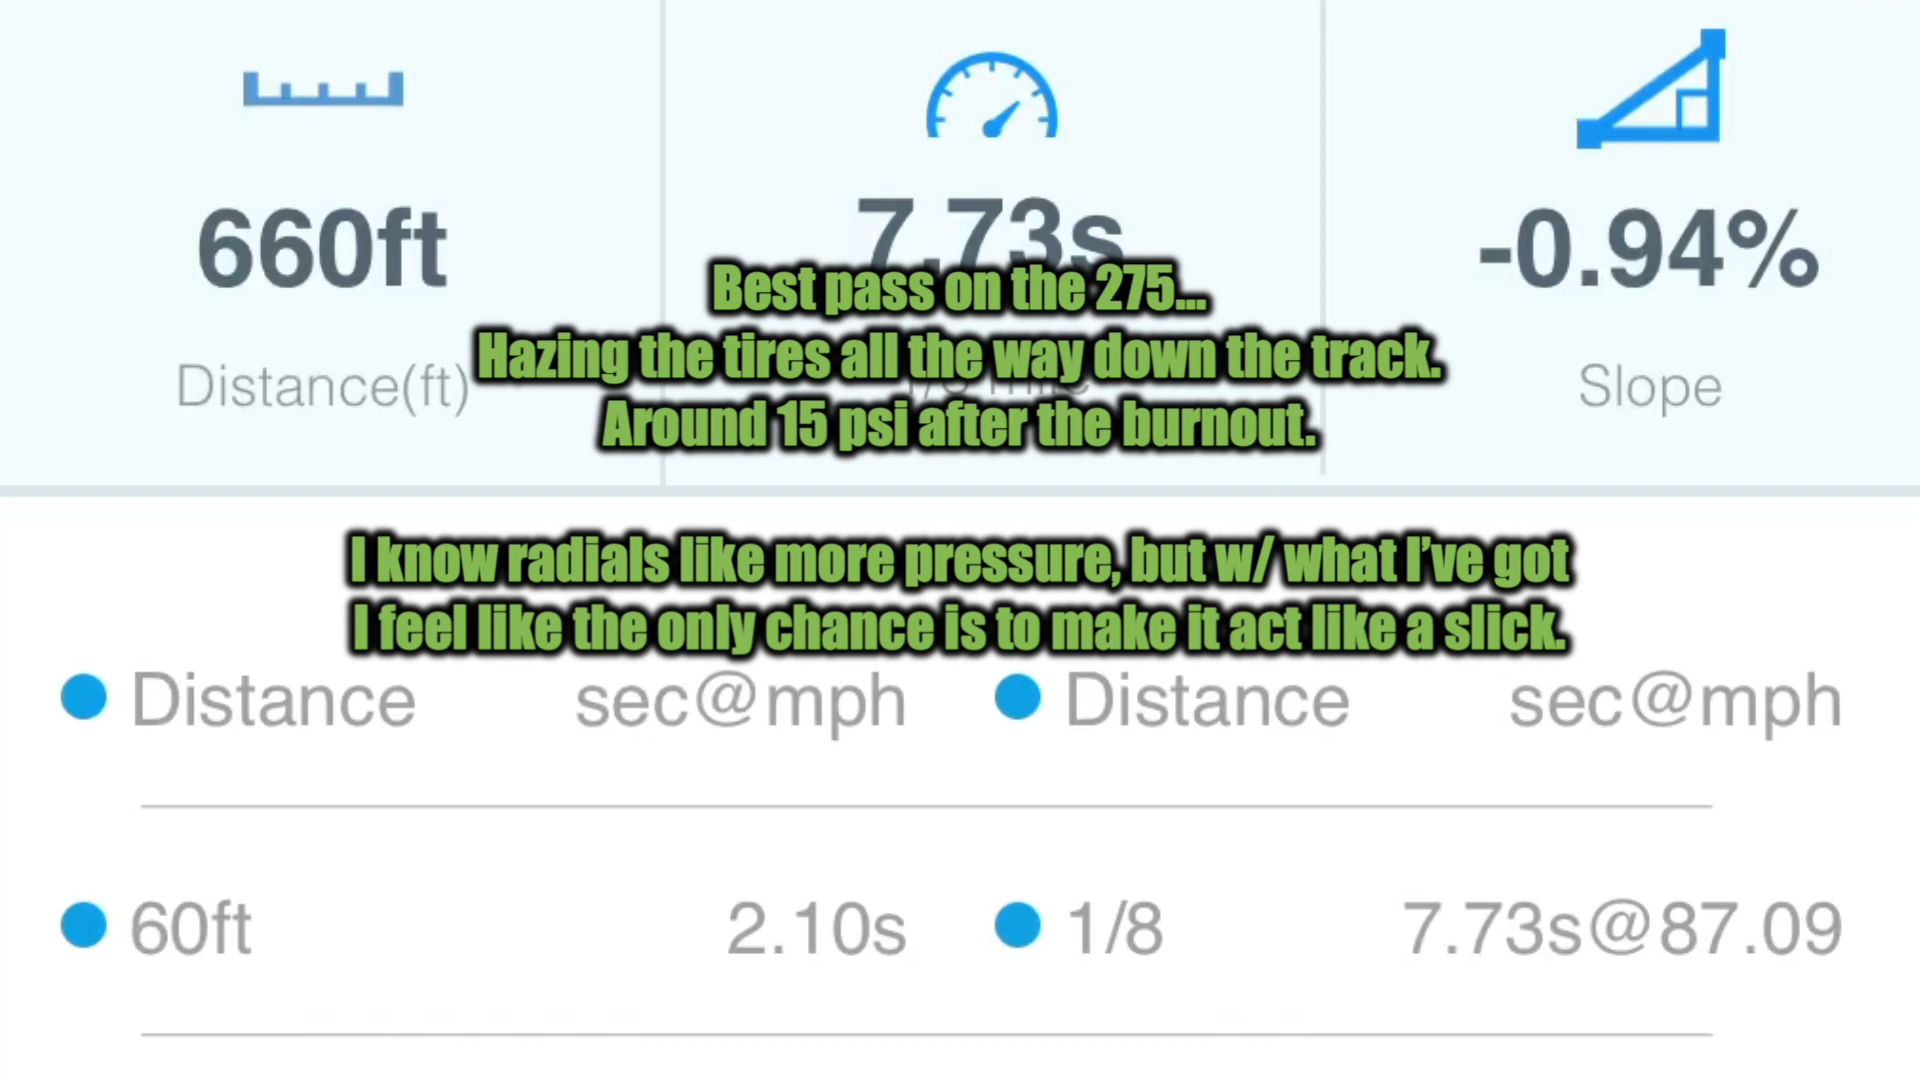 660ft
7.73s
-0.94%
Best pass on the 275...
Hazing the tires all the way down the track.
Around 15 psi after the burnout.
Distance(ft)
1/8 mile
Slope
I know radials like more pressure, but w/ what I've got
I feel like the only chance is to make it act like a slick.
Distance sec@mph Distance sec@mph
60ft 2.10s 1/8 7.73s@87.09